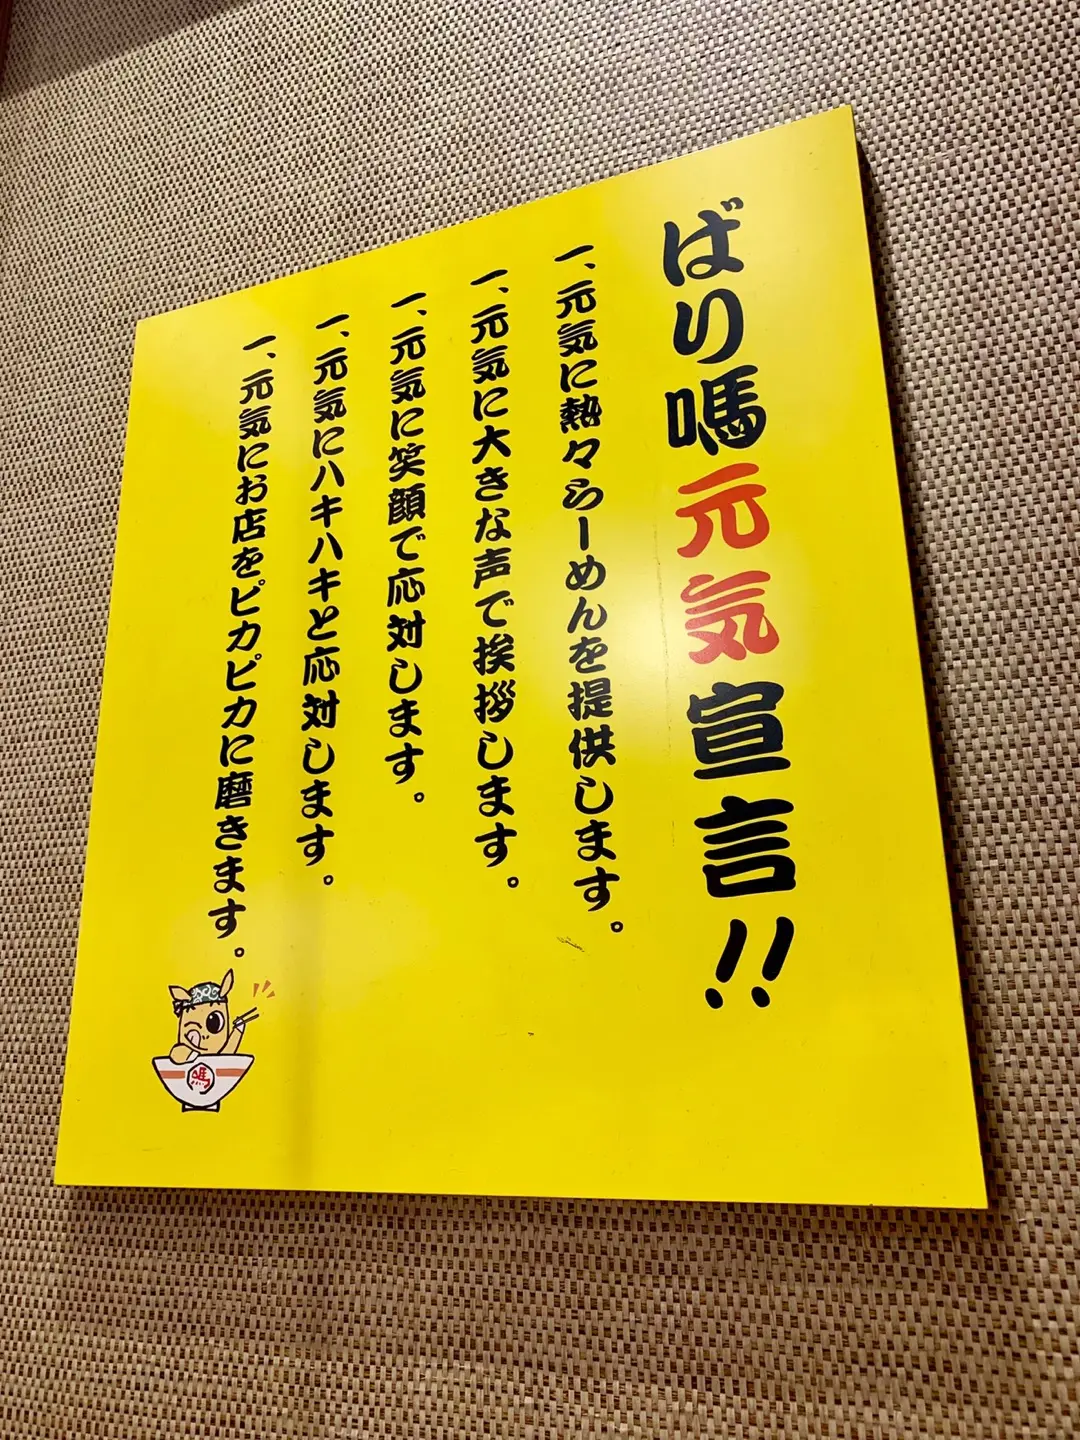 ばり嗎元気宣言!!
一、元気に熱々らーめんを提供します。
一、元気に大きな声で挨拶します。
一、元気に笑顔で応対します。
一、元気にハキハキと応対します。
一、元気にお店をピカピカに磨きます。
嗎